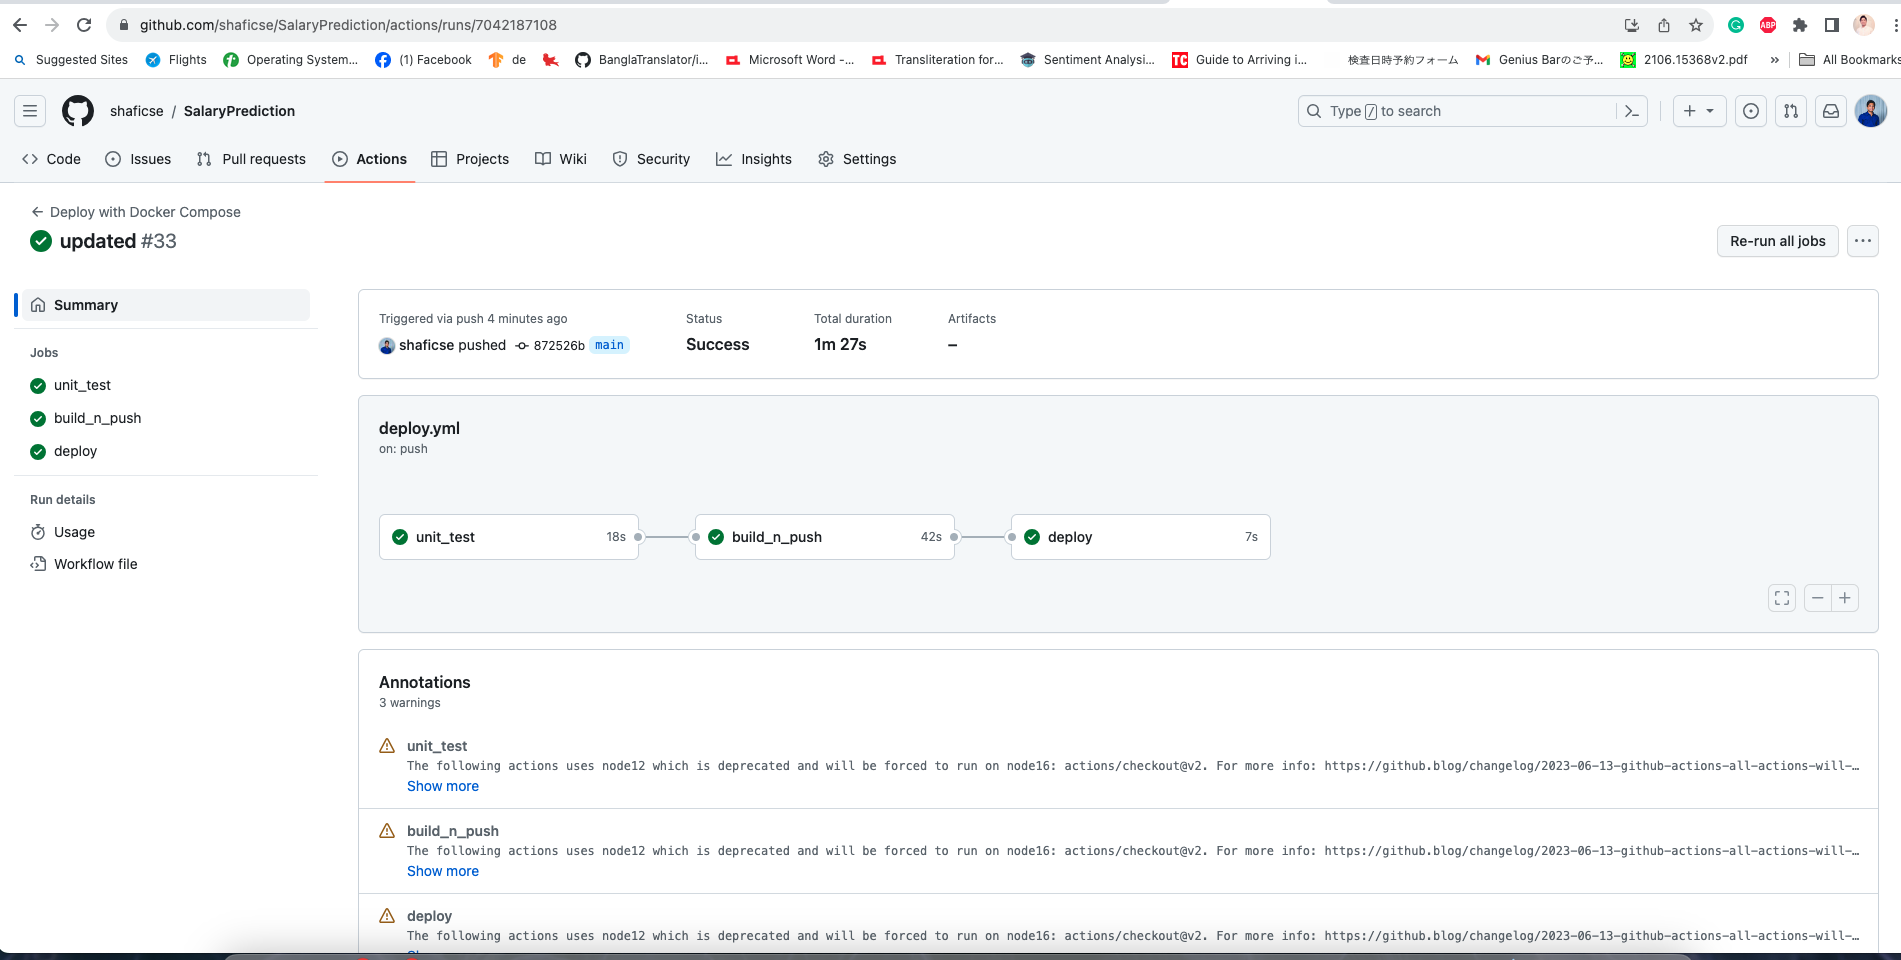 github.com/shaficse/SalaryPrediction/actions/runs/7042187108
ABP
Suggested Sites Flights Operating System... (1) Facebook de BanglaTranslator/i... Microsoft Word -... Transliteration for... Sentiment Analysi... TC Guide to Arriving i... 検査日時予約フォーム Genius Barのご予... 2106.15368v2.pdf » All Bookmarks
shaficse / SalaryPrediction
Type / to search
Code Issues Pull requests Actions Projects Wiki Security Insights Settings
← Deploy with Docker Compose
updated #33
Re-run all jobs
Summary
Jobs
unit_test
build_n_push
deploy
Run details
Usage
Workflow file
Triggered via push 4 minutes ago Status Total duration Artifacts
shaficse pushed 872526b main Success 1m 27s –
deploy.yml
on: push
unit_test 18s build_n_push 42s deploy 7s
Annotations
3 warnings
unit_test
The following actions uses node12 which is deprecated and will be forced to run on node16: actions/checkout@v2. For more info: https://github.blog/changelog/2023-06-13-github-actions-all-actions-will-…
Show more
build_n_push
The following actions uses node12 which is deprecated and will be forced to run on node16: actions/checkout@v2. For more info: https://github.blog/changelog/2023-06-13-github-actions-all-actions-will-…
Show more
deploy
The following actions uses node12 which is deprecated and will be forced to run on node16: actions/checkout@v2. For more info: https://github.blog/changelog/2023-06-13-github-actions-all-actions-will-…